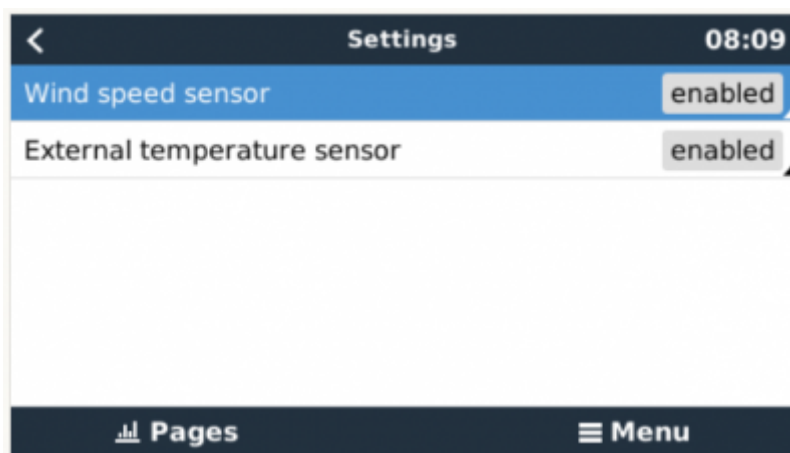 Settings 08:09
Wind speed sensor enabled
External temperature sensor enabled
Pages Menu